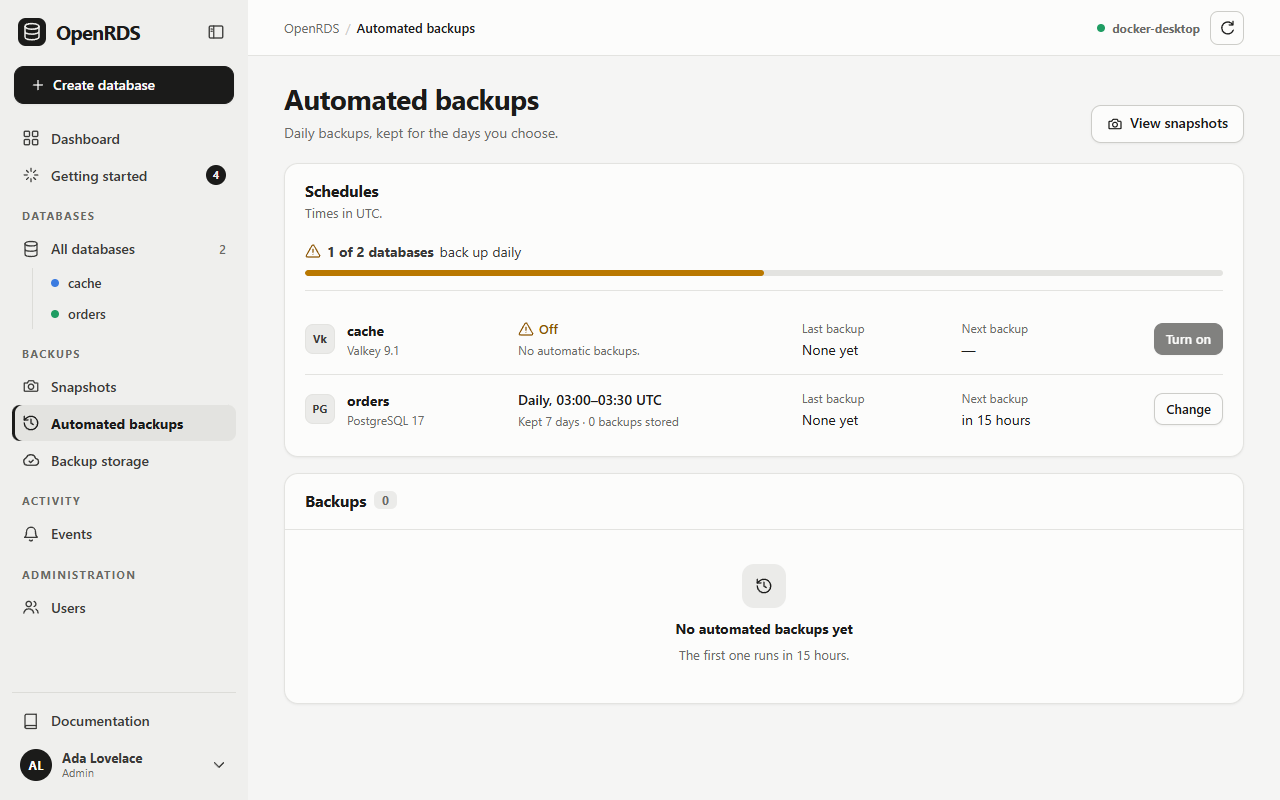 OpenRDS
Create database
Dashboard
Getting started 4
DATABASES
All databases 2
cache
orders
BACKUPS
Snapshots
Automated backups
Backup storage
ACTIVITY
Events
ADMINISTRATION
Users
Documentation
AL
Ada Lovelace
Admin
OpenRDS / Automated backups
docker-desktop
Automated backups
Daily backups, kept for the days you choose.
View snapshots
Schedules
Times in UTC.
1 of 2 databases back up daily
Vk
cache
Valkey 9.1
Off
No automatic backups.
Last backup
None yet
Next backup
—
Turn on
PG
orders
PostgreSQL 17
Daily, 03:00–03:30 UTC
Kept 7 days · 0 backups stored
Last backup
None yet
Next backup
in 15 hours
Change
Backups 0
No automated backups yet
The first one runs in 15 hours.